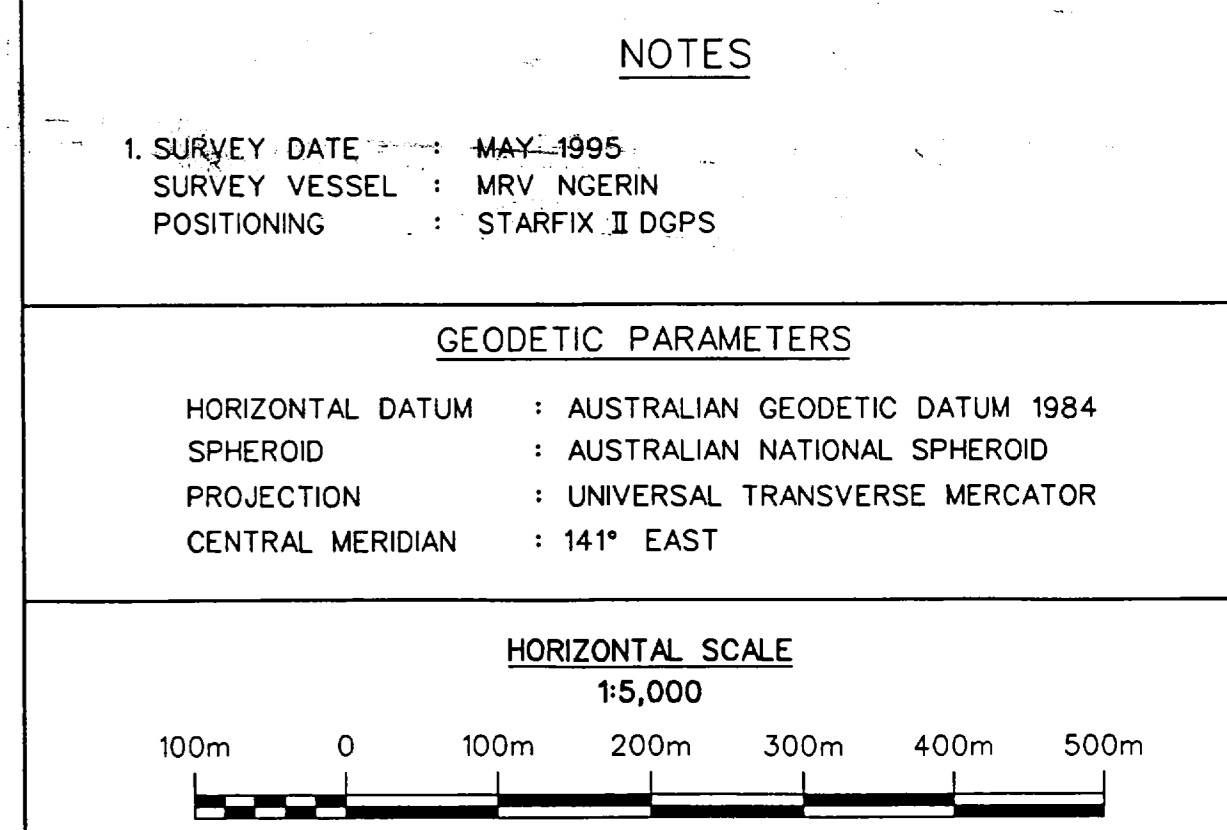 NOTES
1. SURVEY DATE : MAY 1995
SURVEY VESSEL : MRV NGERIN
POSITIONING : STARFIX II DGPS
GEODETIC PARAMETERS
HORIZONTAL DATUM : AUSTRALIAN GEODETIC DATUM 1984
SPHEROID : AUSTRALIAN NATIONAL SPHEROID
PROJECTION : UNIVERSAL TRANSVERSE MERCATOR
CENTRAL MERIDIAN : 141° EAST
HORIZONTAL SCALE
1:5,000
100m 0 100m 200m 300m 400m 500m